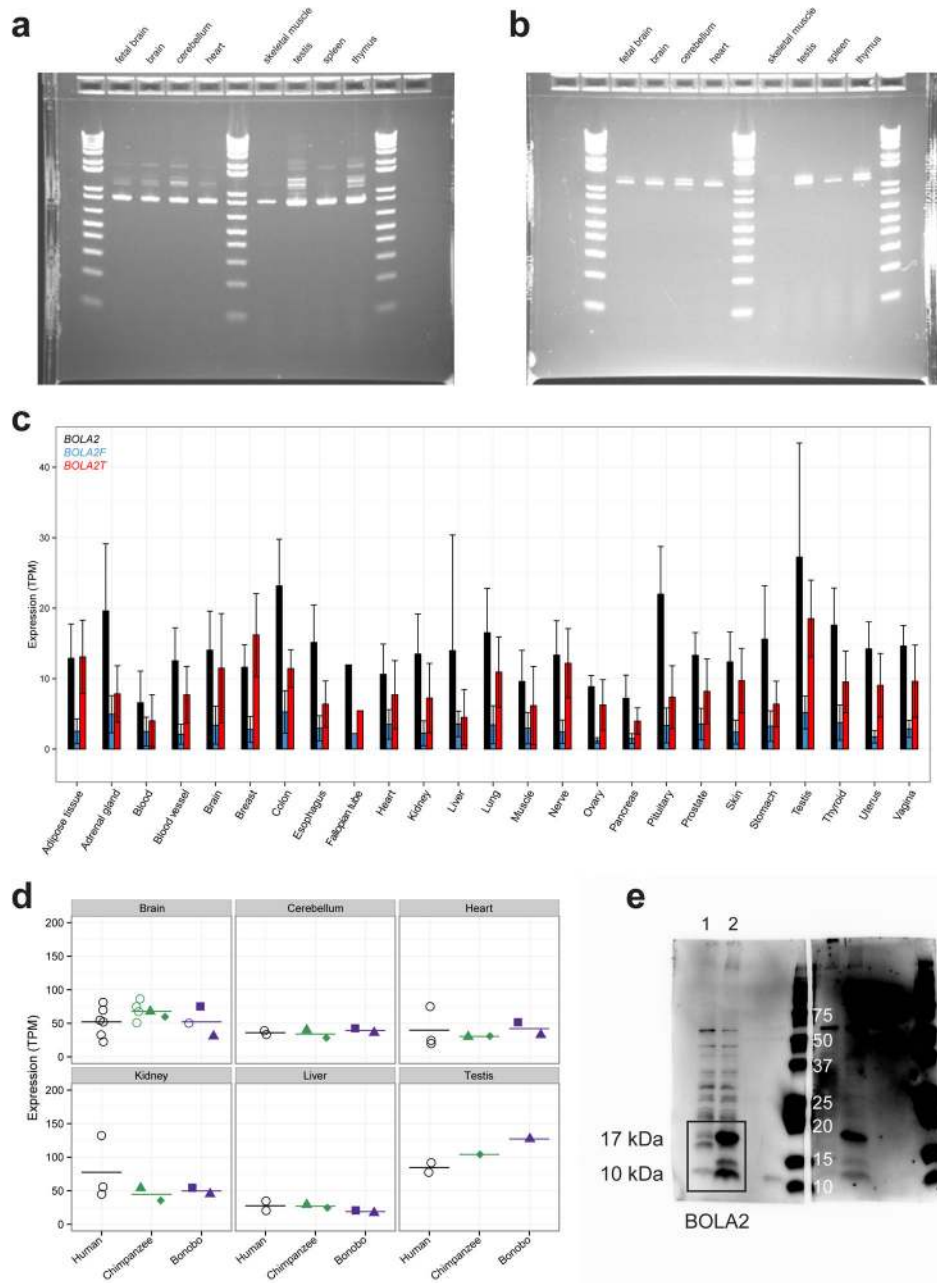 a
fetal brain
brain
cerebellum
heart
skeletal muscle
testis
spleen
thymus
b
fetal brain
brain
cerebellum
heart
skeletal muscle
testis
spleen
thymus
c
BOLA2
BOLA2F
BOLA2T
Expression (TPM)
40
30
20
10
0
Adipose tissue
Adrenal gland
Blood
Blood vessel
Brain
Breast
Colon
Esophagus
Fallopian tube
Heart
Kidney
Liver
Lung
Muscle
Nerve
Ovary
Pancreas
Pituitary
Prostate
Skin
Stomach
Testis
Thyroid
Uterus
Vagina
d
Brain
Cerebellum
Heart
200
150
100
50
0
Expression (TPM)
Kidney
Liver
Testis
200
150
100
50
0
Human
Chimpanzee
Bonobo
Human
Chimpanzee
Bonobo
Human
Chimpanzee
Bonobo
e
1 2
75
50
37
25
20
17 kDa
15
10 kDa
10
BOLA2